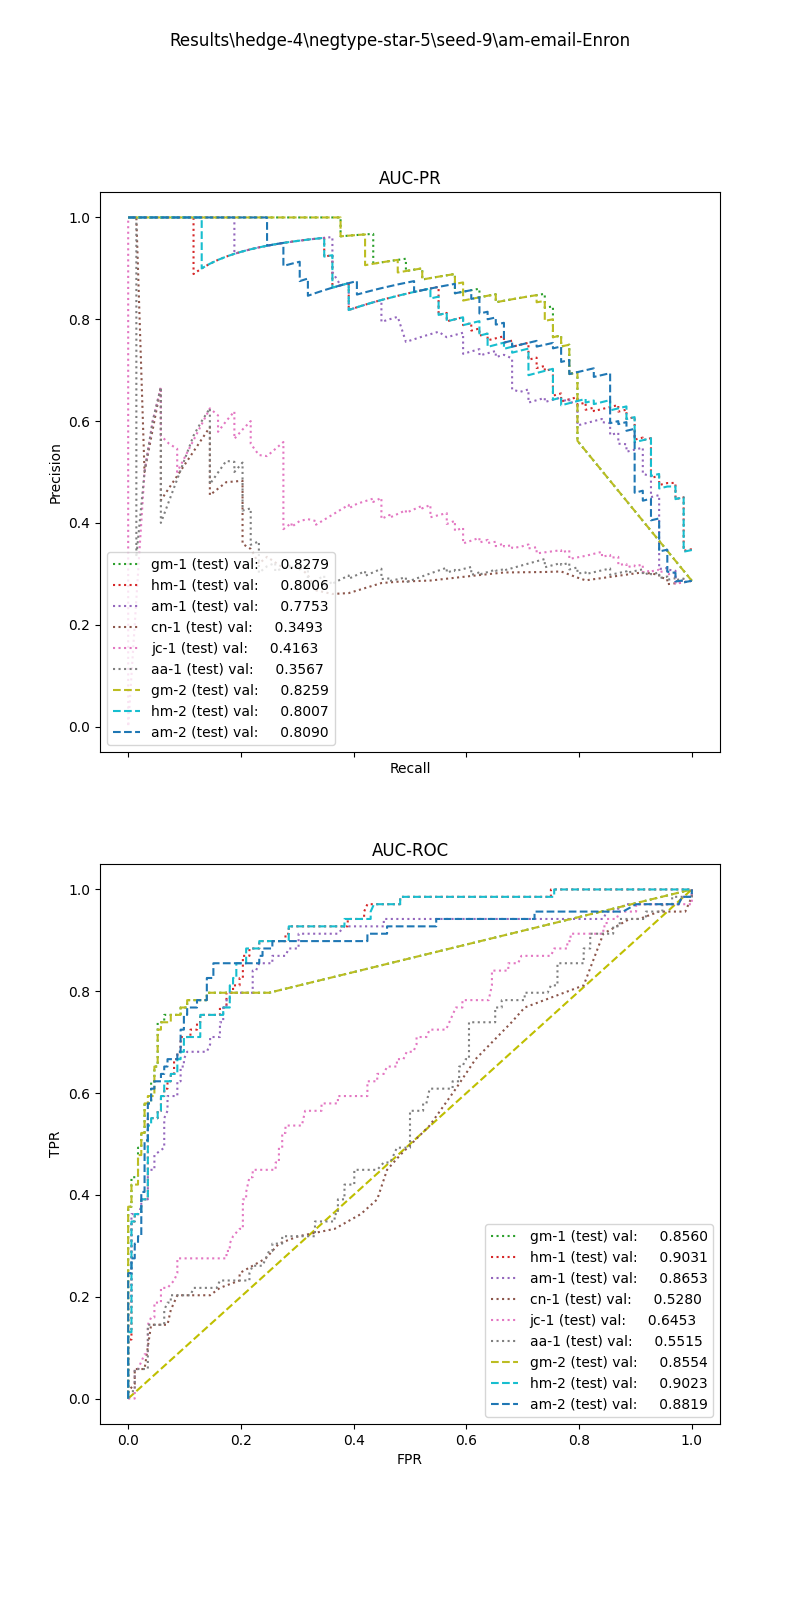 Results\hedge-4\negtype-star-5\seed-9\am-email-Enron
AUC-PR
1.0
0.8
0.6
0.4
0.2
0.0
Precision
gm-1 (test) val: 0.8279
hm-1 (test) val: 0.8006
am-1 (test) val: 0.7753
cn-1 (test) val: 0.3493
jc-1 (test) val: 0.4163
aa-1 (test) val: 0.3567
gm-2 (test) val: 0.8259
hm-2 (test) val: 0.8007
am-2 (test) val: 0.8090
Recall
AUC-ROC
1.0
0.8
0.6
0.4
0.2
0.0
TPR
gm-1 (test) val: 0.8560
hm-1 (test) val: 0.9031
am-1 (test) val: 0.8653
cn-1 (test) val: 0.5280
jc-1 (test) val: 0.6453
aa-1 (test) val: 0.5515
gm-2 (test) val: 0.8554
hm-2 (test) val: 0.9023
am-2 (test) val: 0.8819
0.0 0.2 0.4 0.6 0.8 1.0
FPR